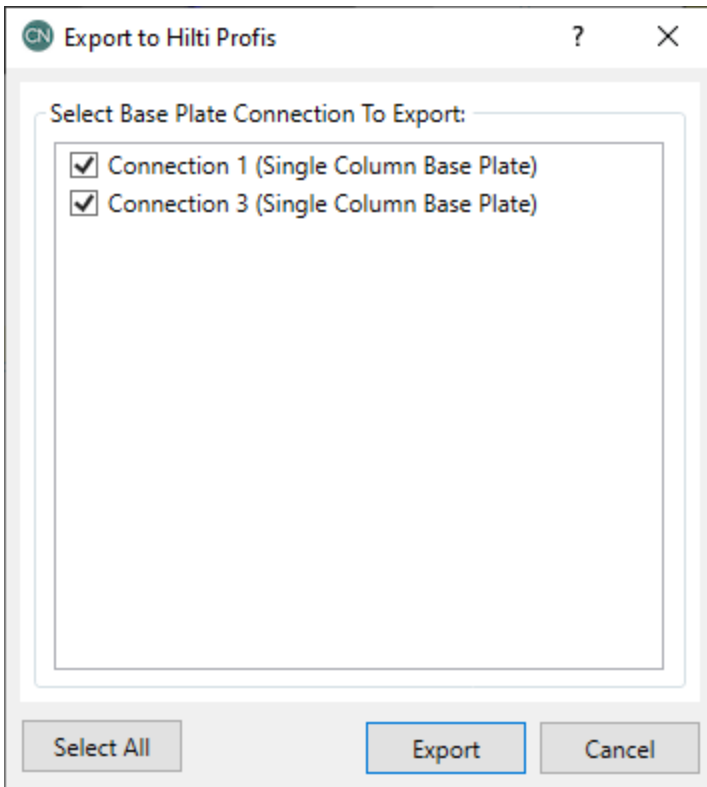 CN Export to Hilti Profis ?
Select Base Plate Connection To Export:
Connection 1 (Single Column Base Plate)
Connection 3 (Single Column Base Plate)
Select All Export Cancel